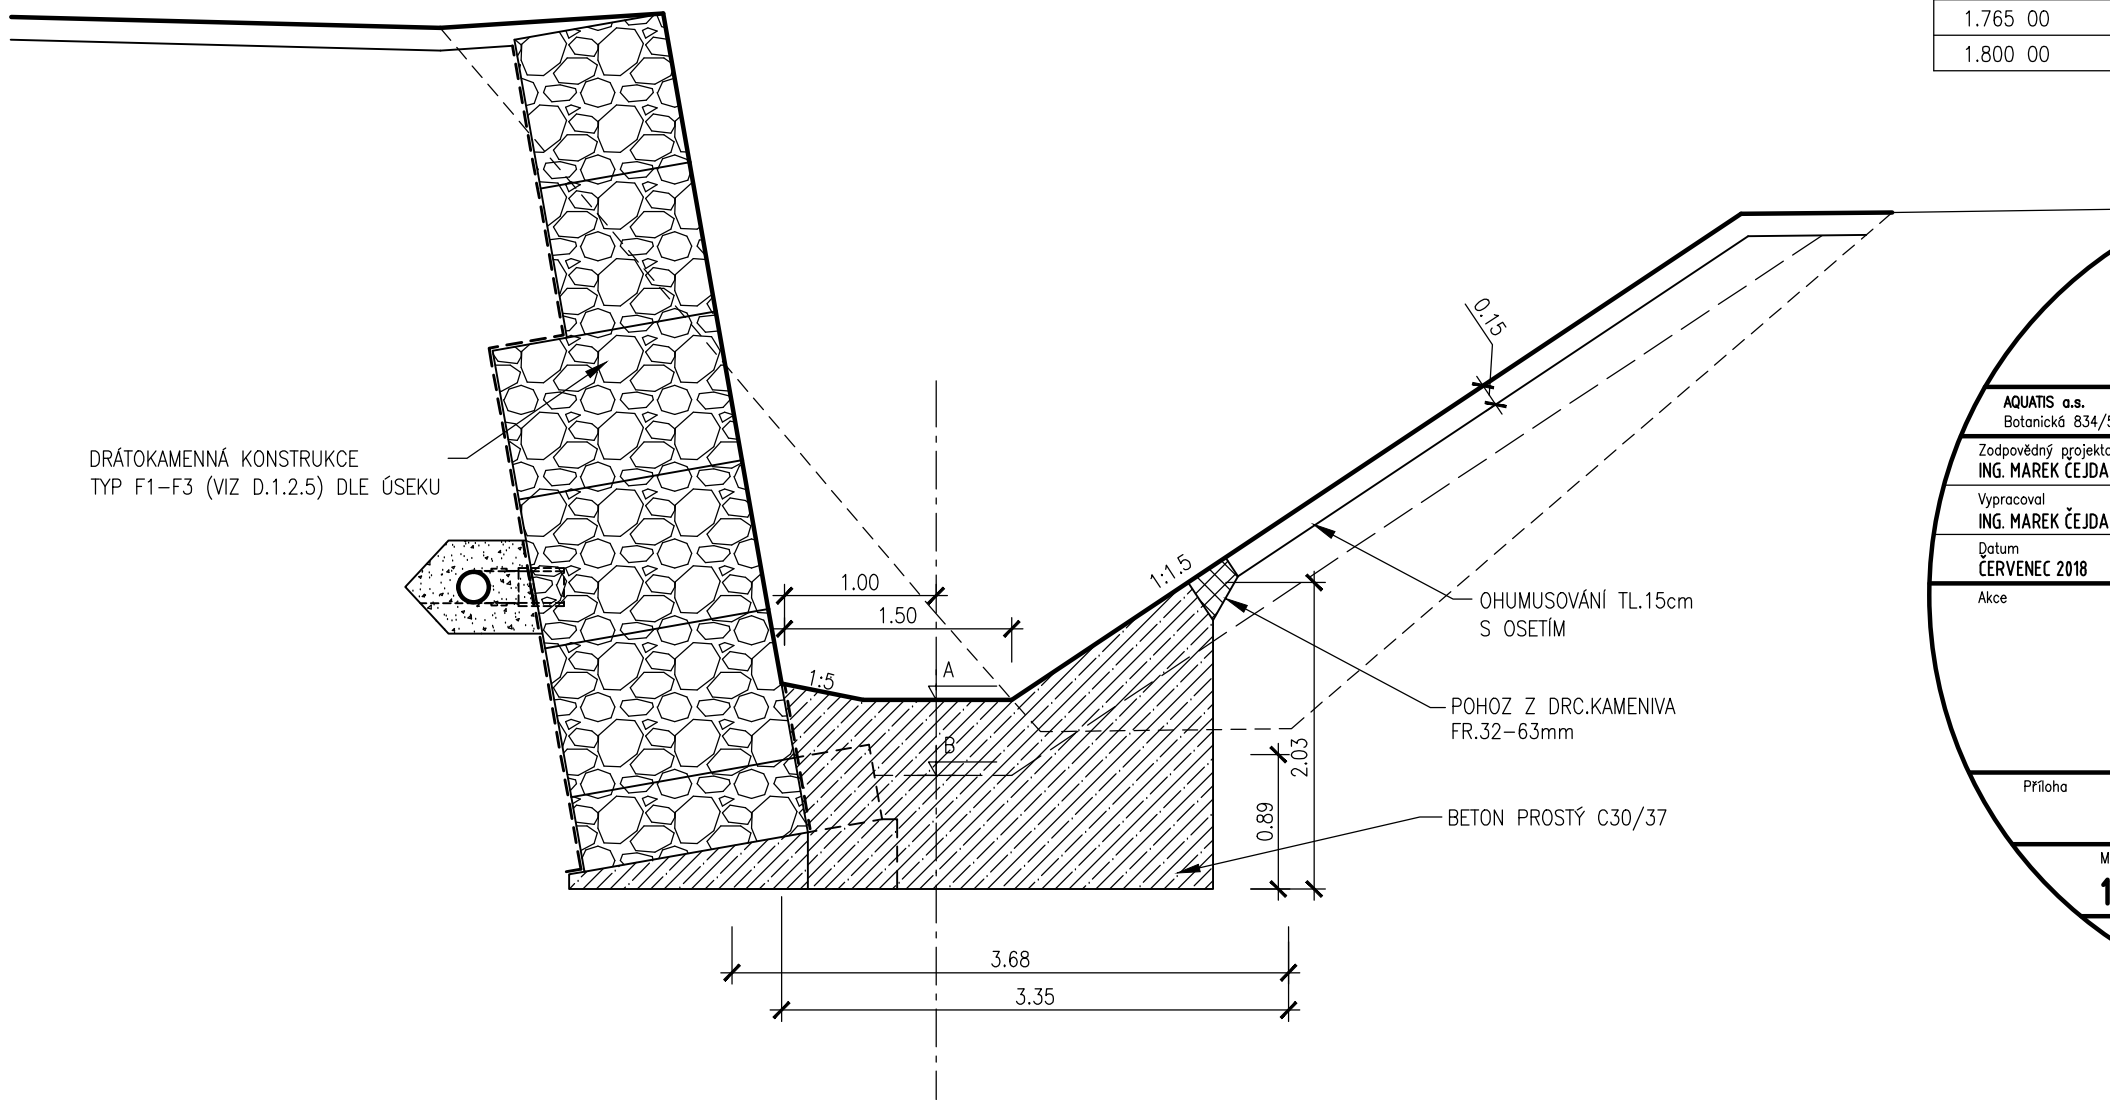 1.765 00
1.800 00
0.15
DRÁTOKAMENNÁ KONSTRUKCE
TYP F1-F3 (VIZ D.1.2.5) DLE ÚSEKU
1.00
1.50
1:5
A
B
1:1.5
OHUMUSOVÁNÍ TL.15cm
S OSETÍM
POHOZ Z DRC.KAMENIVA
FR.32-63mm
BETON PROSTÝ C30/37
2.03
0.89
3.68
3.35
AQUATIS a.s.
Botanická 834/5
Zodpovědný
ING. MAREK ČEJDA
Vypracoval
ING. MAREK ČEJDA
Datum
ČERVENEC 2018
Akce
Příloha